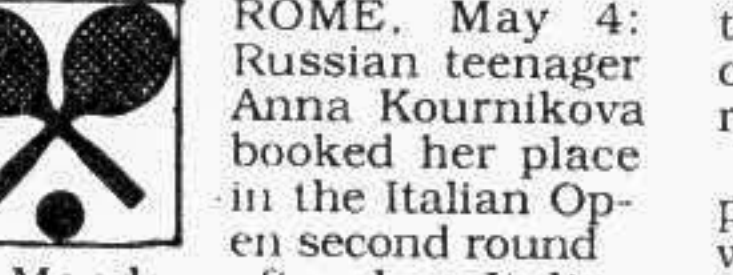 ROME, May 4:
Russian teenager
Anna Kournikova
booked her place
in the Italian Op-
en second round